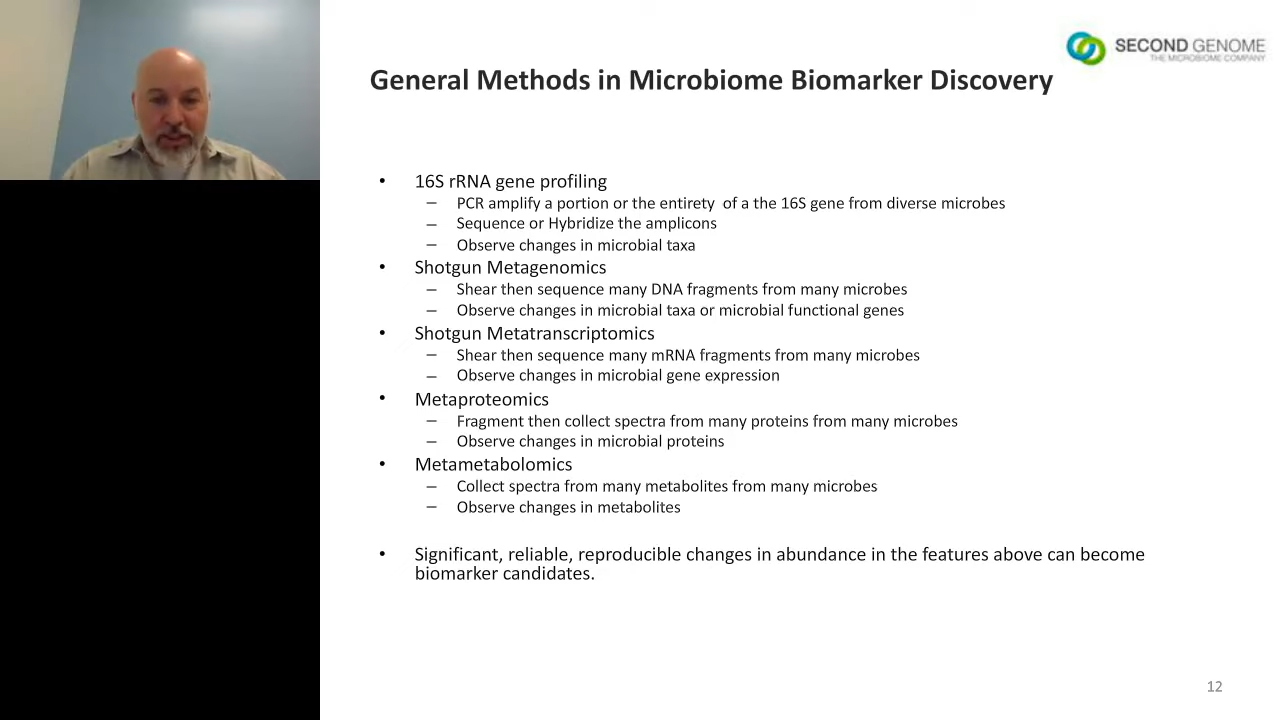 SECOND GENOME
THE MICROBIOME COMPANY
General Methods in Microbiome Biomarker Discovery
• 16S rRNA gene profiling
– PCR amplify a portion or the entirety of a the 16S gene from diverse microbes
– Sequence or Hybridize the amplicons
– Observe changes in microbial taxa
• Shotgun Metagenomics
– Shear then sequence many DNA fragments from many microbes
– Observe changes in microbial taxa or microbial functional genes
• Shotgun Metatranscriptomics
– Shear then sequence many mRNA fragments from many microbes
– Observe changes in microbial gene expression
• Metaproteomics
– Fragment then collect spectra from many proteins from many microbes
– Observe changes in microbial proteins
• Metametabolomics
– Collect spectra from many metabolites from many microbes
– Observe changes in metabolites
• Significant, reliable, reproducible changes in abundance in the features above can become
biomarker candidates.
12